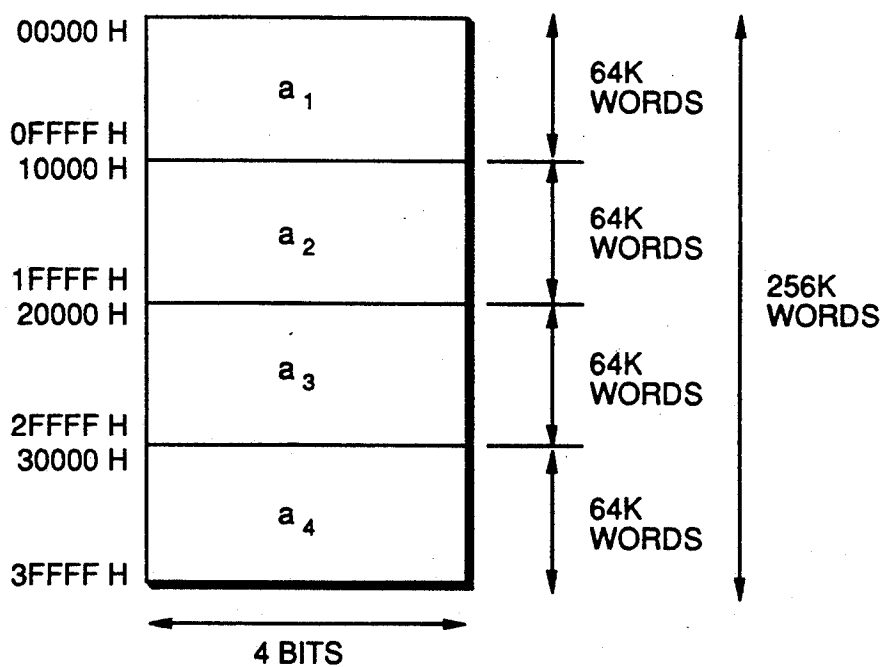 00000 H
a 1
64K
WORDS
0FFFF H
10000 H
a 2
64K
WORDS
1FFFF H
20000 H
256K
WORDS
a 3
64K
WORDS
2FFFF H
30000 H
a 4
64K
WORDS
3FFFF H
4 BITS